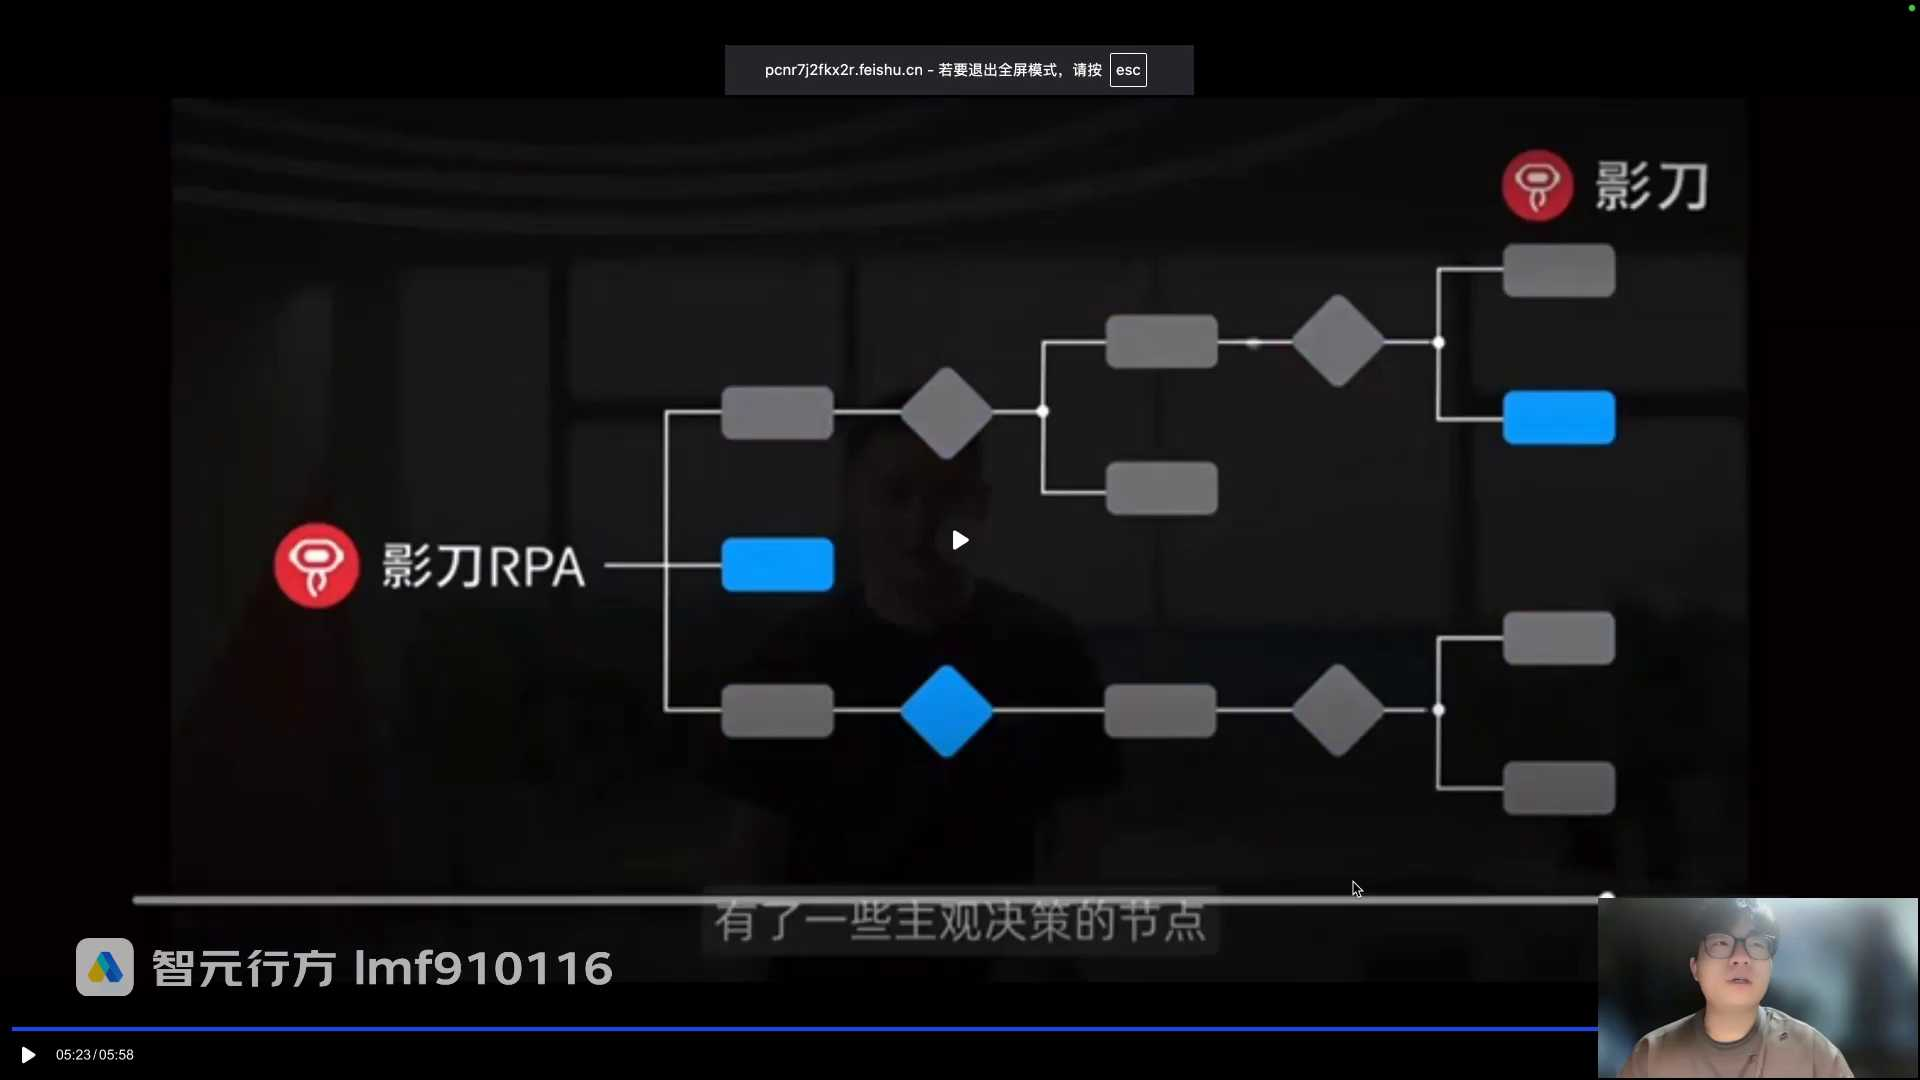 pcnr7j2fkx2r.feishu.cn - 若要退出全屏模式，请按 esc
影刀
影刀RPA
有了一些主观决策的节点
智元行方 lmf910116
05:23/05:58